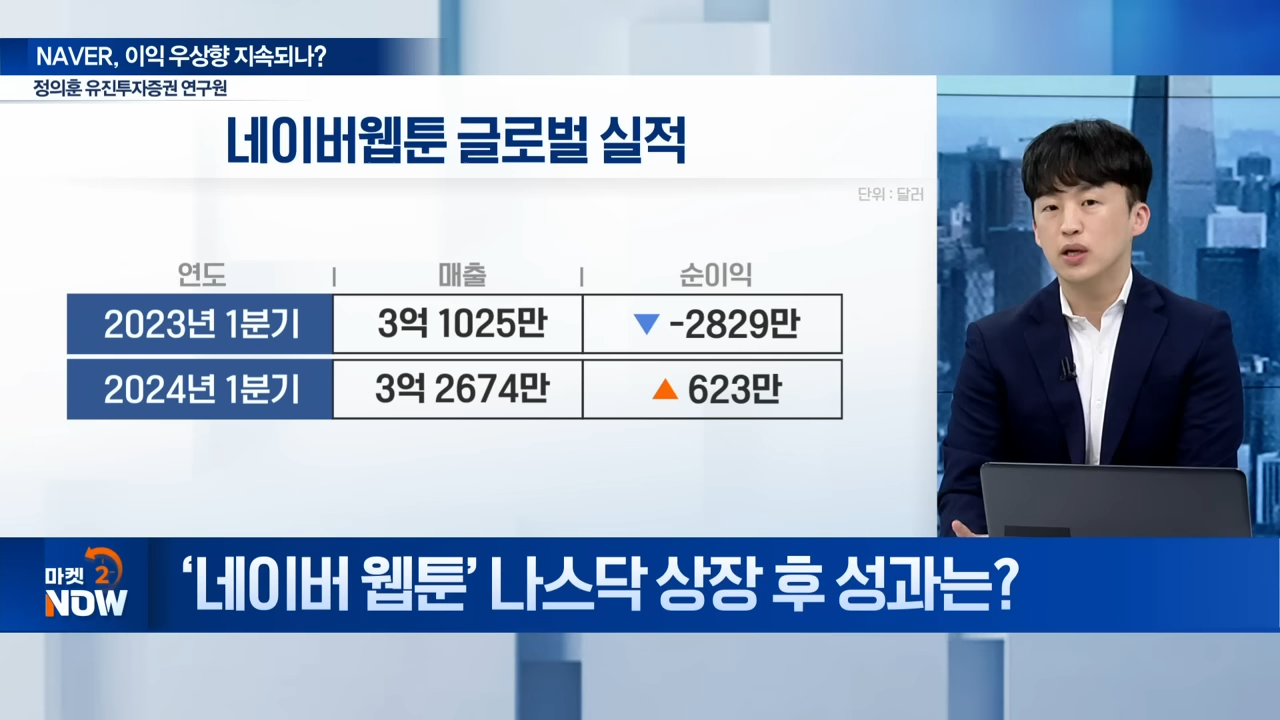 NAVER, 이익 우상향 지속되나?
정의훈 유진투자증권 연구원
네이버웹툰 글로벌 실적
단위 : 달러
연도 | 매출 | 순이익
2023년 1분기 3억 1025만 ▼ -2829만
2024년 1분기 3억 2674만 ▲ 623만
마켓 2
NOW
‘네이버 웹툰’ 나스닥 상장 후 성과는?